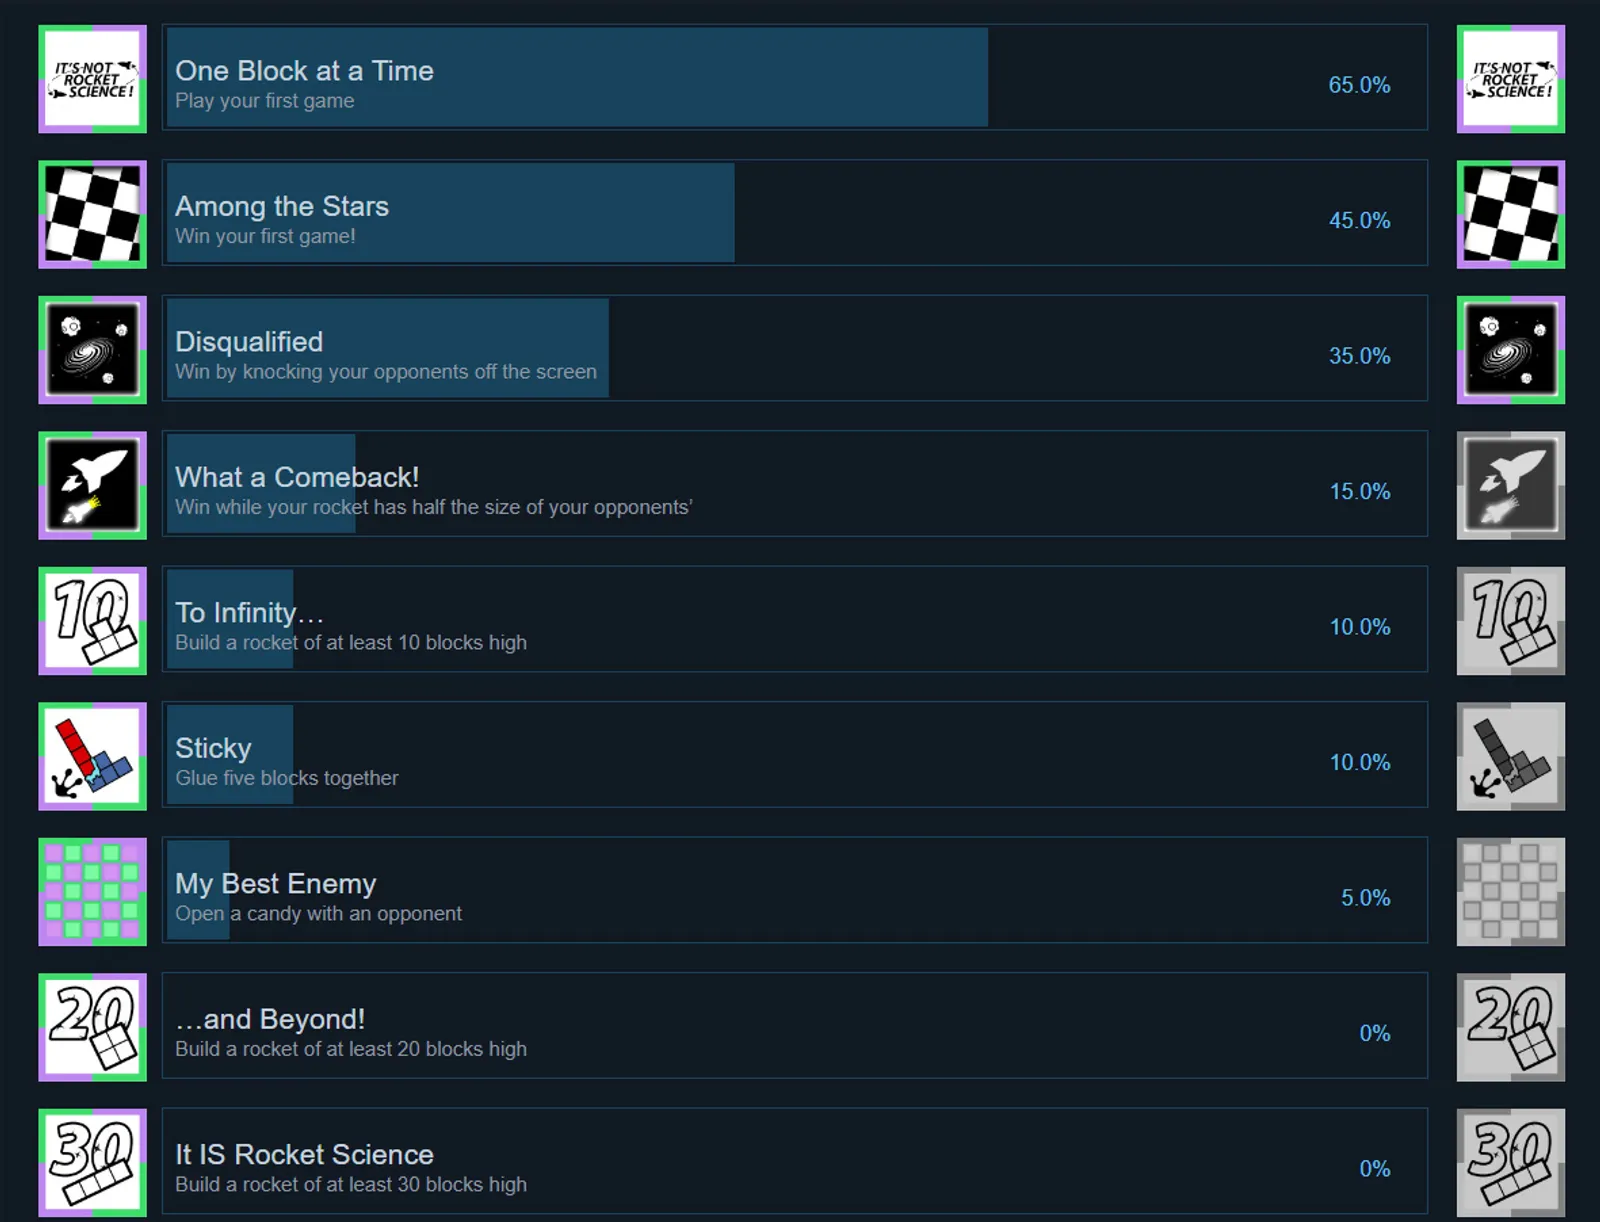 IT'S NOT
ROCKET
SCIENCE!
One Block at a Time
Play your first game
65.0%
IT'S NOT
ROCKET
SCIENCE!
Among the Stars
Win your first game!
45.0%
Disqualified
Win by knocking your opponents off the screen
35.0%
What a Comeback!
Win while your rocket has half the size of your opponents'
15.0%
10
To Infinity…
Build a rocket of at least 10 blocks high
10.0%
10
Sticky
Glue five blocks together
10.0%
My Best Enemy
Open a candy with an opponent
5.0%
20
…and Beyond!
Build a rocket of at least 20 blocks high
0%
20
30
It IS Rocket Science
Build a rocket of at least 30 blocks high
0%
30